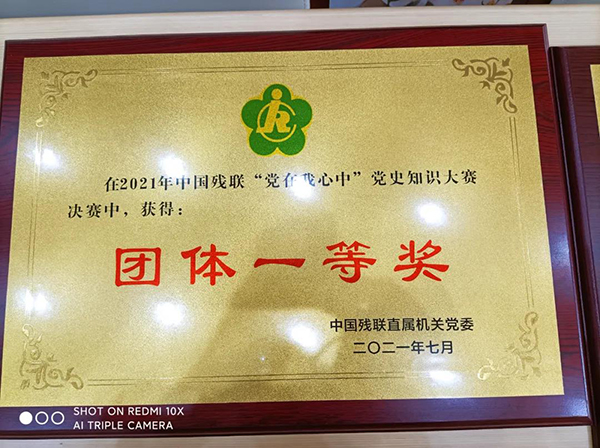 在2021年中国残联“党在我心中”党史知识大赛
决赛中，获得：
团体一等奖
中国残联直属机关党委
二〇二一年七月
SHOT ON REDMI 10X
AI TRIPLE CAMERA